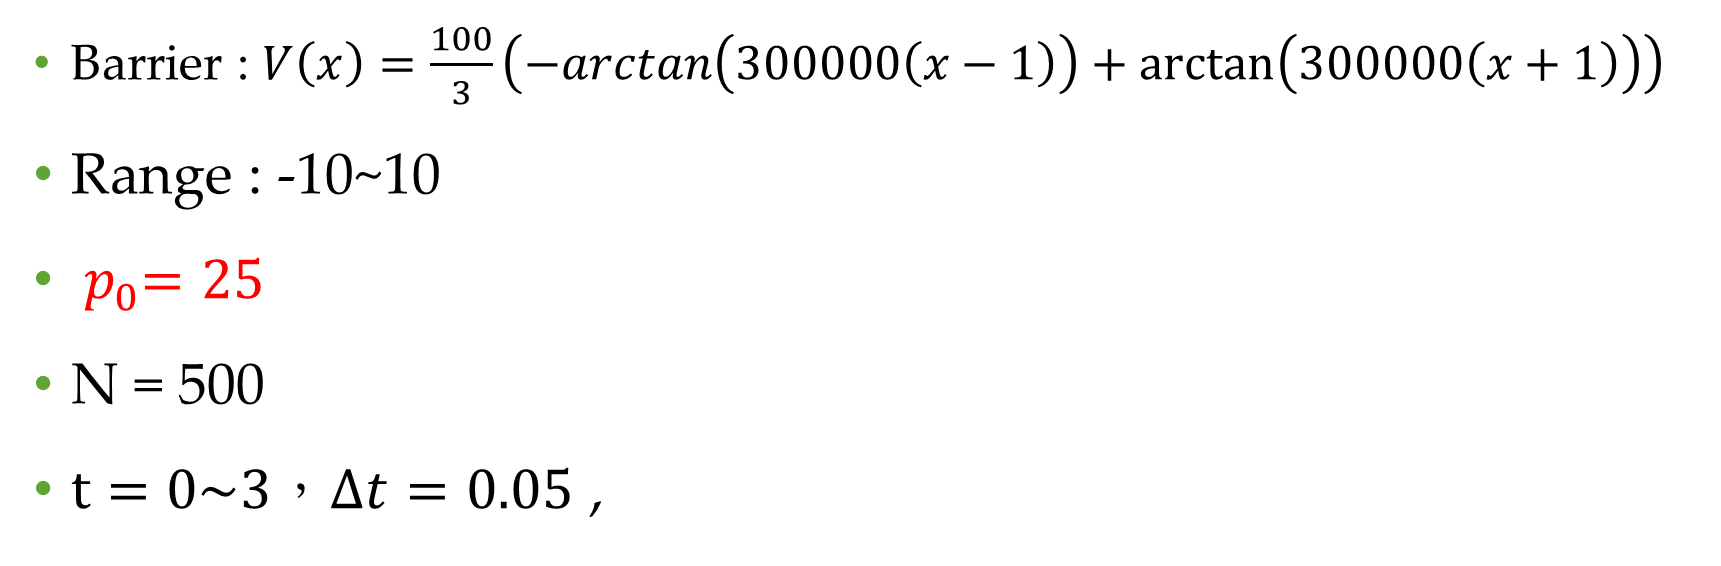 • Barrier : V(x) = 100/3 (−arctan(300000(x − 1)) + arctan(300000(x + 1)))
• Range : -10~10
• p₀= 25
• N = 500
• t = 0~3，Δt = 0.05 ,